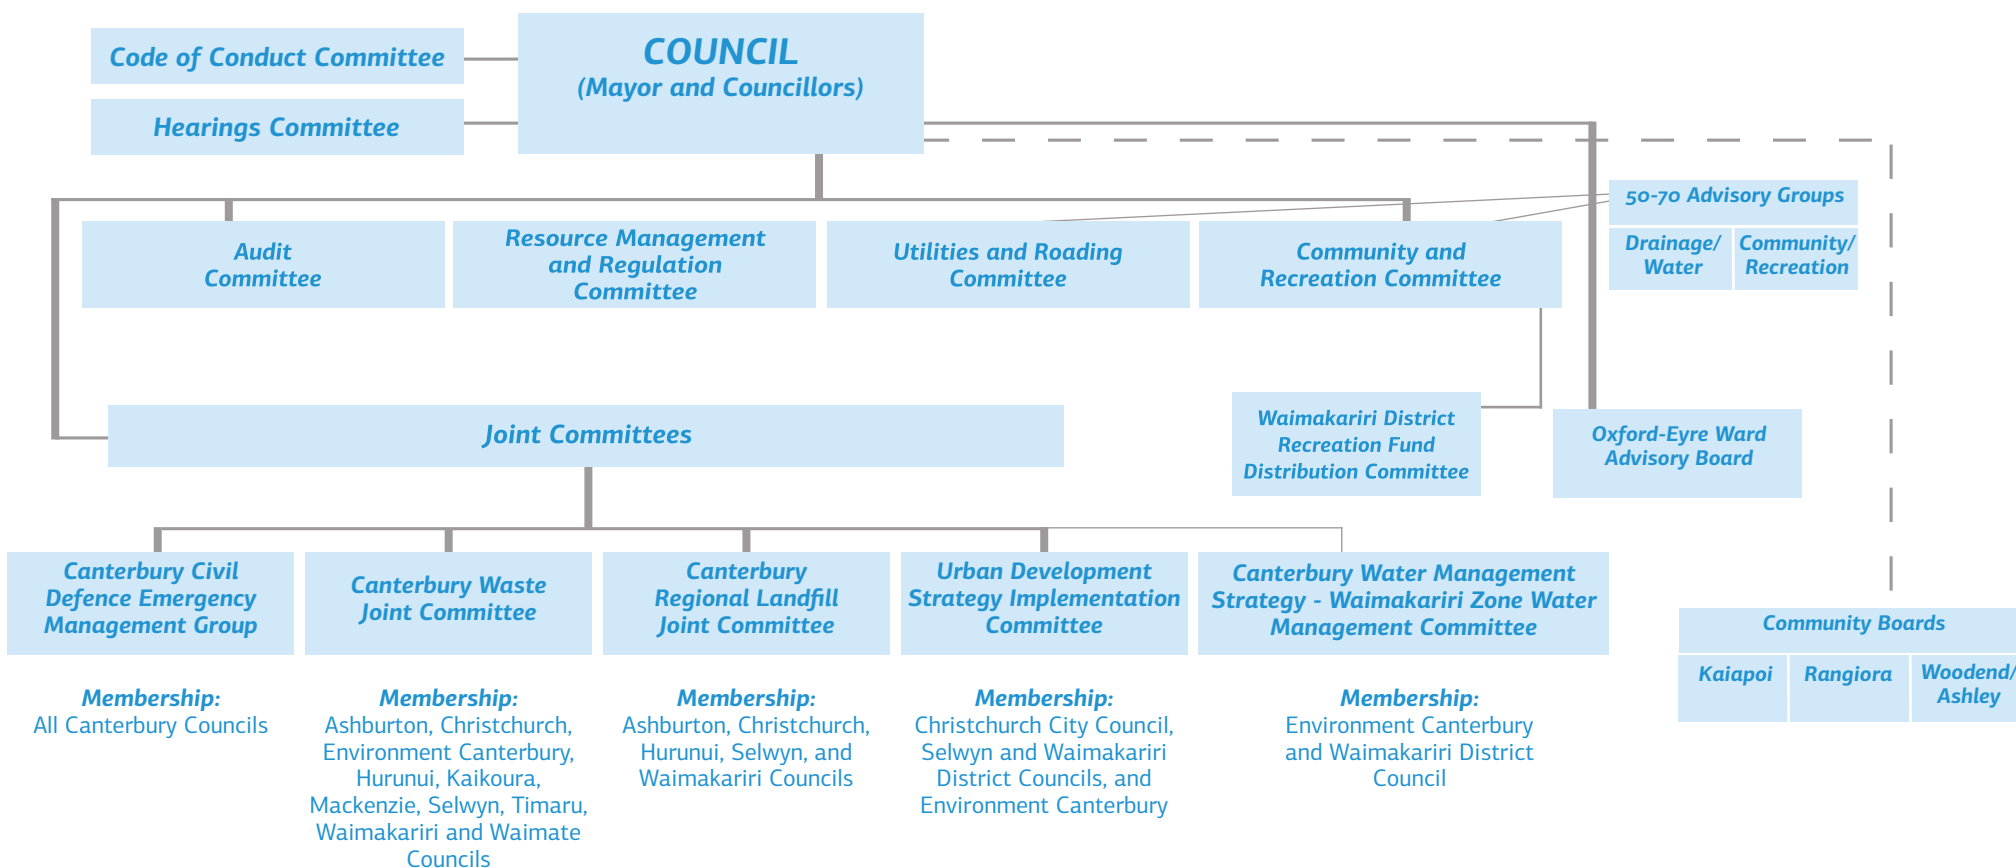 Code of Conduct Committee
COUNCIL
(Mayor and Councillors)
Hearings Committee
50-70 Advisory Groups
Drainage/
Water
Community/
Recreation
Audit
Committee
Resource Management
and Regulation
Committee
Utilities and Roading
Committee
Community and
Recreation Committee
Joint Committees
Waimakariri District
Recreation Fund
Distribution Committee
Oxford-Eyre Ward
Advisory Board
Canterbury Civil
Defence Emergency
Management Group
Canterbury Waste
Joint Committee
Canterbury
Regional Landfill
Joint Committee
Urban Development
Strategy Implementation
Committee
Canterbury Water Management
Strategy - Waimakariri Zone Water
Management Committee
Community Boards
Kaiapoi
Rangiora
Woodend/
Ashley
Membership:
All Canterbury Councils
Membership:
Ashburton, Christchurch,
Environment Canterbury,
Hurunui, Kaikoura,
Mackenzie, Selwyn, Timaru,
Waimakariri and Waimate
Councils
Membership:
Ashburton, Christchurch,
Hurunui, Selwyn, and
Waimakariri Councils
Membership:
Christchurch City Council,
Selwyn and Waimakariri
District Councils, and
Environment Canterbury
Membership:
Environment Canterbury
and Waimakariri District
Council